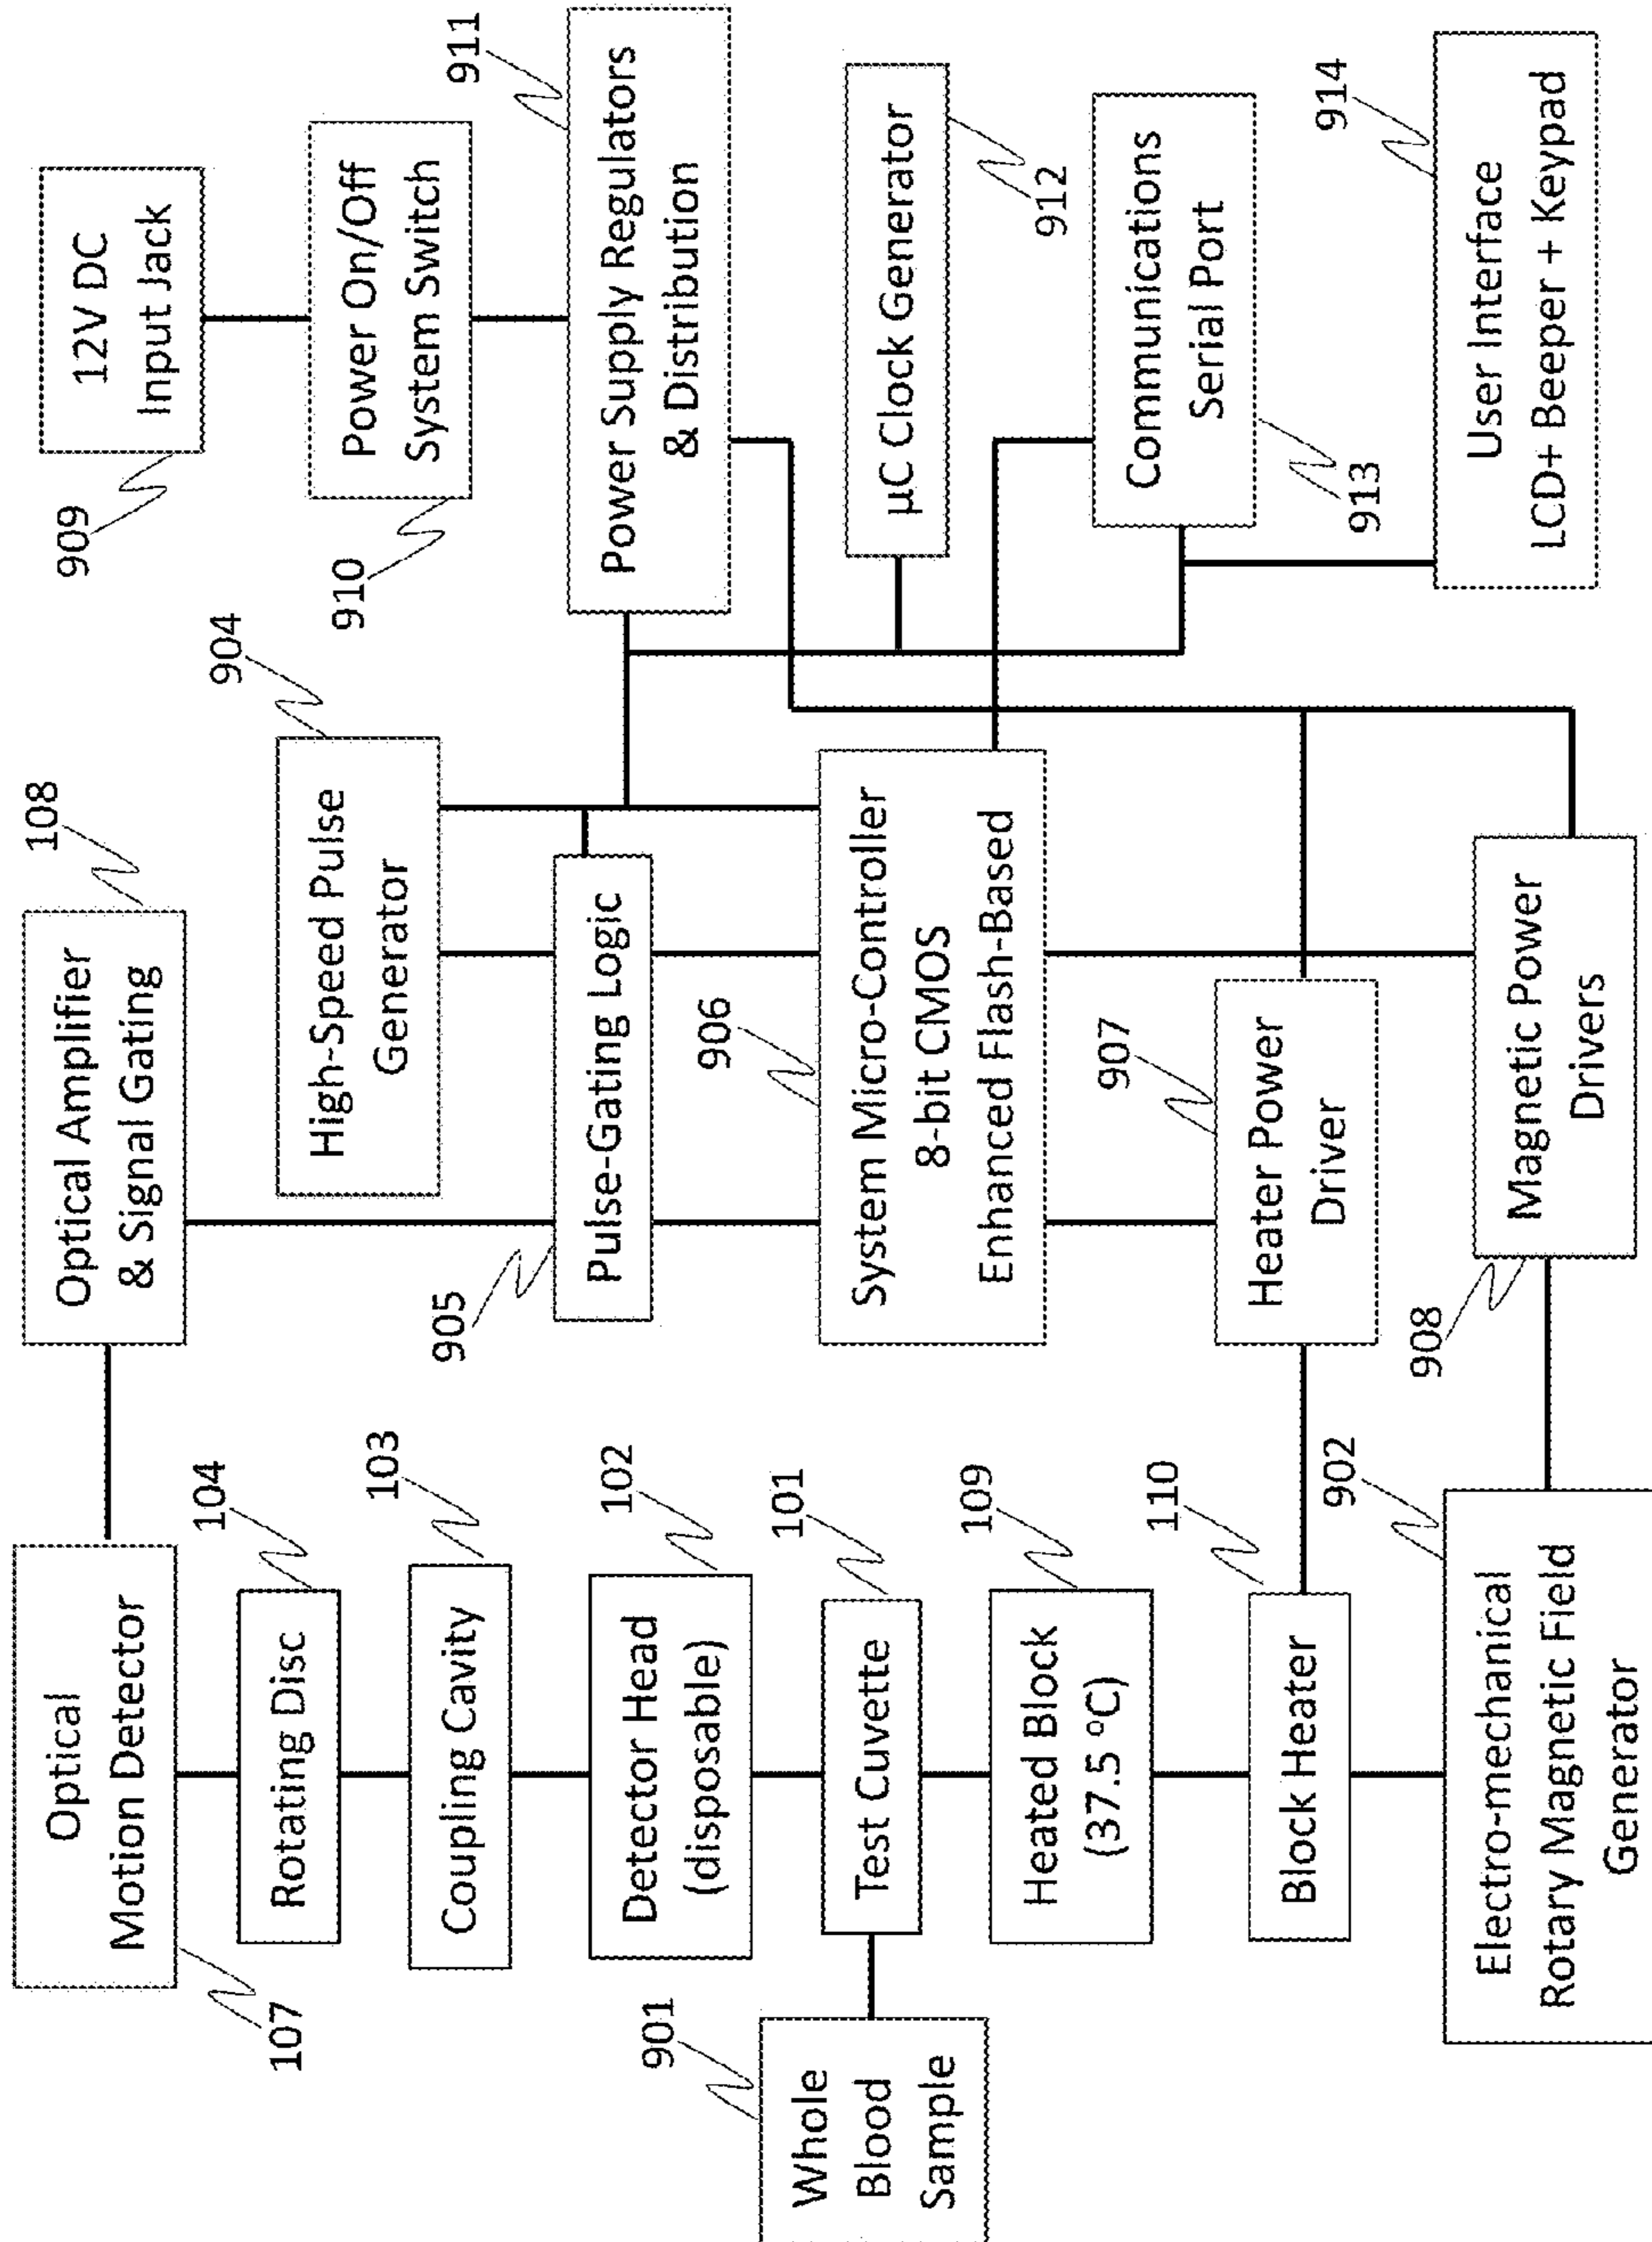 107
Optical
Motion Detector
104
Rotating Disc
103
Coupling Cavity
102
Detector Head
(disposable)
901
Whole
Blood
Sample
101
Test Cuvette
109
Heated Block
(37.5 ºC)
110
Block Heater
902
Electro-mechanical
Rotary Magnetic Field
Generator
108
Optical Amplifier
& Signal Gating
904
High-Speed Pulse
Generator
905
Pulse-Gating Logic
906
System Micro-Controller
8-bit CMOS
Enhanced Flash-Based
907
Heater Power
Driver
908
Magnetic Power
Drivers
909
12V DC
Input Jack
910
Power On/Off
System Switch
911
Power Supply Regulators
& Distribution
µC Clock Generator
912
Communications
Serial Port
913
914
User Interface
LCD+ Beeper + Keypad